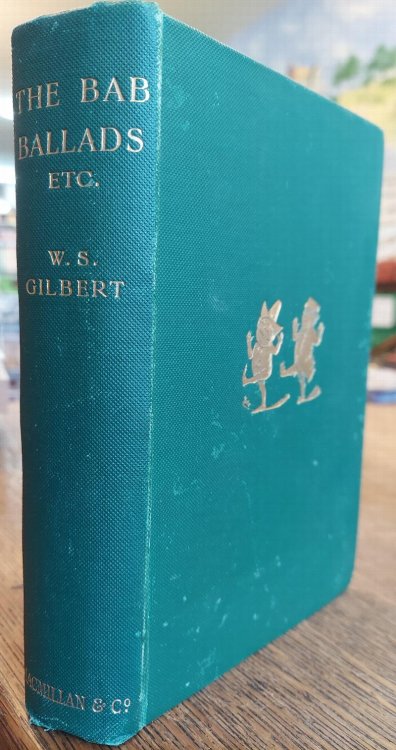 THE BAB
BALLADS
ETC.
W. S.
GILBERT
MACMILLAN & Co